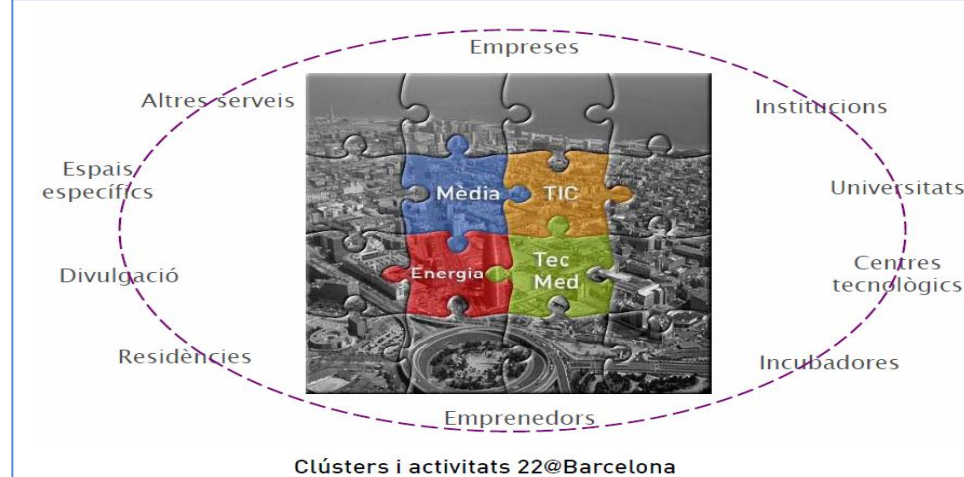 Empreses
Altres serveis
Institucions
Espais
específics
Mèdia
TIC
Universitats
Divulgació
Energia
Tec
Med
Centres
tecnològics
Residències
Incubadores
Emprenedors
Clústers i activitats 22@Barcelona